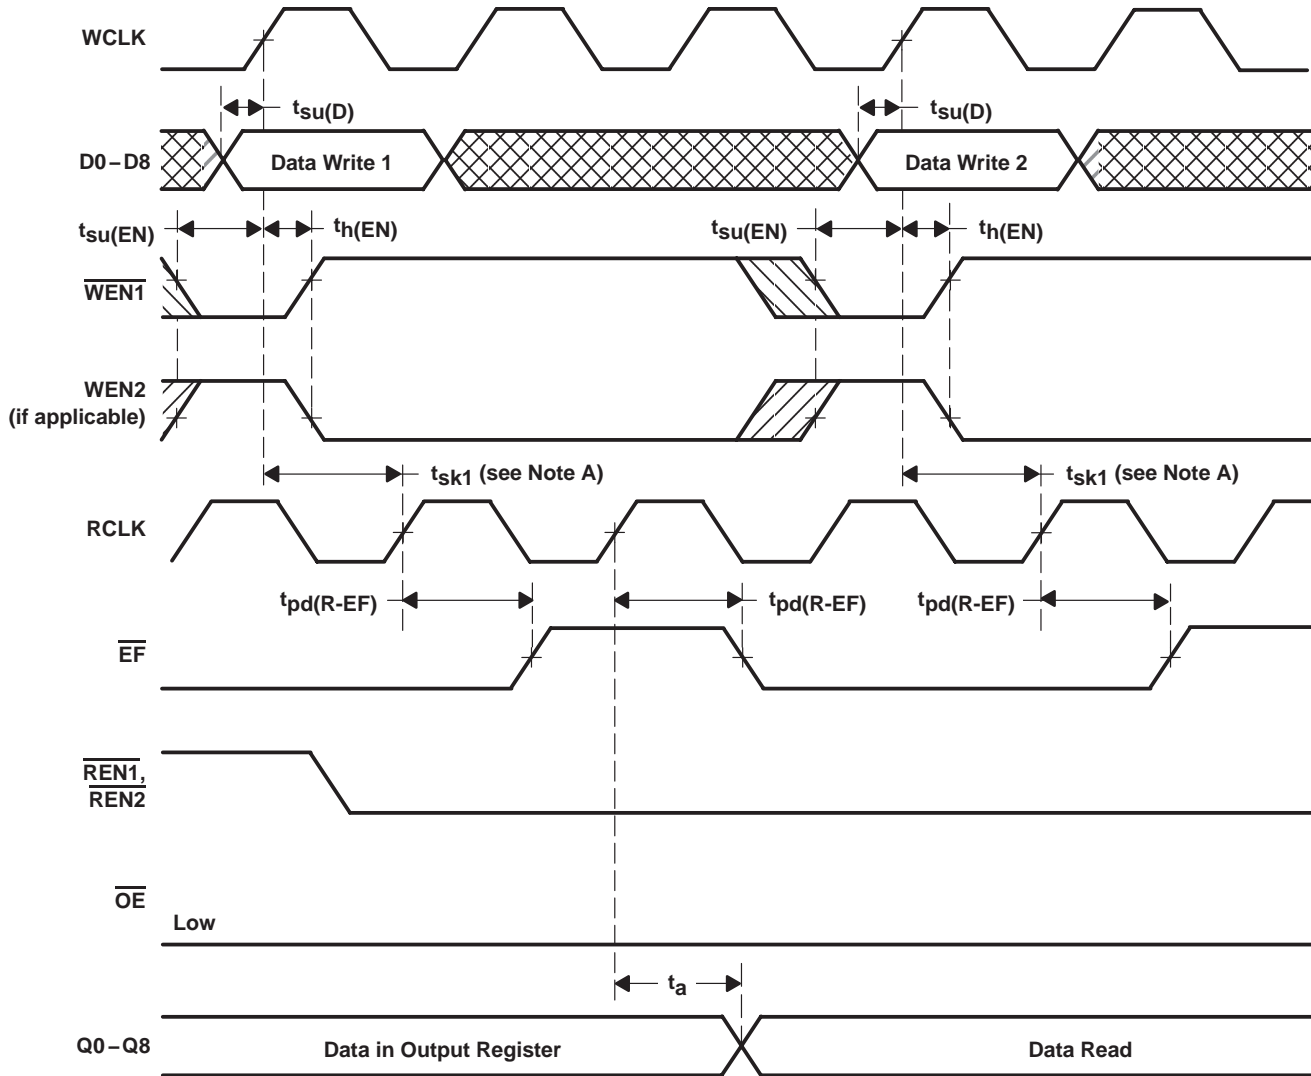 WCLK
tsu(D) tsu(D)
D0–D8 Data Write 1 Data Write 2
tsu(EN) th(EN) tsu(EN) th(EN)
WEN1
WEN2
(if applicable)
tsk1 (see Note A) tsk1 (see Note A)
RCLK
tpd(R-EF) tpd(R-EF) tpd(R-EF)
EF
REN1,
REN2
OE
Low
ta
Q0–Q8 Data in Output Register Data Read